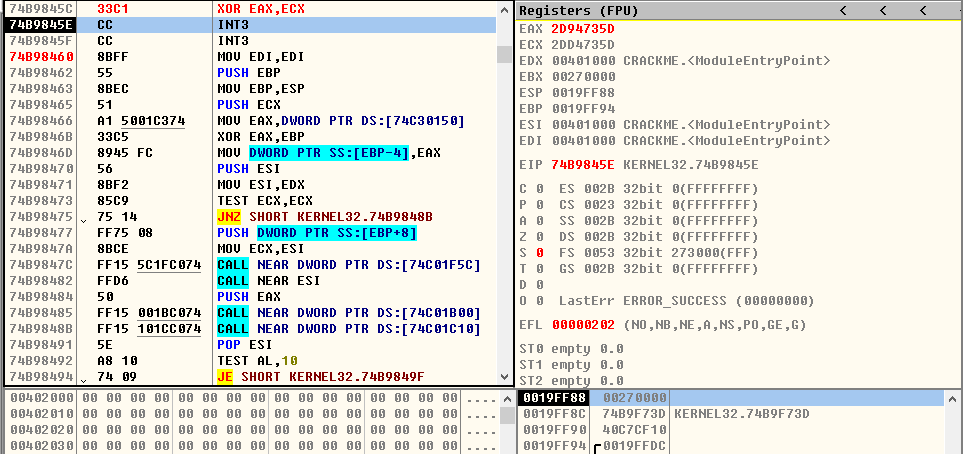 74B9845C 33C1 XOR EAX,ECX
74B9845E CC INT3
74B9845F CC INT3
74B98460 8BFF MOV EDI,EDI
74B98462 55 PUSH EBP
74B98463 8BEC MOV EBP,ESP
74B98465 51 PUSH ECX
74B98466 A1 5001C374 MOV EAX,DWORD PTR DS:[74C30150]
74B9846B 33C5 XOR EAX,EBP
74B9846D 8945 FC MOV DWORD PTR SS:[EBP-4],EAX
74B98470 56 PUSH ESI
74B98471 8BF2 MOV ESI,EDX
74B98473 85C9 TEST ECX,ECX
74B98475 75 14 JNZ SHORT KERNEL32.74B9848B
74B98477 FF75 08 PUSH DWORD PTR SS:[EBP+8]
74B9847A 8BCE MOV ECX,ESI
74B9847C FF15 5C1FC074 CALL NEAR DWORD PTR DS:[74C01F5C]
74B98482 FFD6 CALL NEAR ESI
74B98484 50 PUSH EAX
74B98485 FF15 001BC074 CALL NEAR DWORD PTR DS:[74C01B00]
74B9848B FF15 101CC074 CALL NEAR DWORD PTR DS:[74C01C10]
74B98491 5E POP ESI
74B98492 A8 10 TEST AL,10
74B98494 74 09 JE SHORT KERNEL32.74B9849F
Registers (FPU) < < <
EAX 2D94735D
ECX 2DD4735D
EDX 00401000 CRACKME.<ModuleEntryPoint>
EBX 00270000
ESP 0019FF88
EBP 0019FF94
ESI 00401000 CRACKME.<ModuleEntryPoint>
EDI 00401000 CRACKME.<ModuleEntryPoint>
EIP 74B9845E KERNEL32.74B9845E
C 0 ES 002B 32bit 0(FFFFFFFF)
P 0 CS 0023 32bit 0(FFFFFFFF)
A 0 SS 002B 32bit 0(FFFFFFFF)
Z 0 DS 002B 32bit 0(FFFFFFFF)
S 0 FS 0053 32bit 273000(FFF)
T 0 GS 002B 32bit 0(FFFFFFFF)
D 0
O 0 LastErr ERROR_SUCCESS (00000000)
EFL 00000202 (NO,NB,NE,A,NS,PO,GE,G)
ST0 empty 0.0
ST1 empty 0.0
ST2 empty 0.0
00402000 00 00 00 00 00 00 00 00 00 00 00 00 00 00 00 00 ....
00402010 00 00 00 00 00 00 00 00 00 00 00 00 00 00 00 00 ....
00402020 00 00 00 00 00 00 00 00 00 00 00 00 00 00 00 00 ....
00402030 00 00 00 00 00 00 00 00 00 00 00 00 00 00 00 00 ....
0019FF88 00270000
0019FF8C 74B9F73D KERNEL32.74B9F73D
0019FF90 40C7CF10
0019FF94 0019FFDC